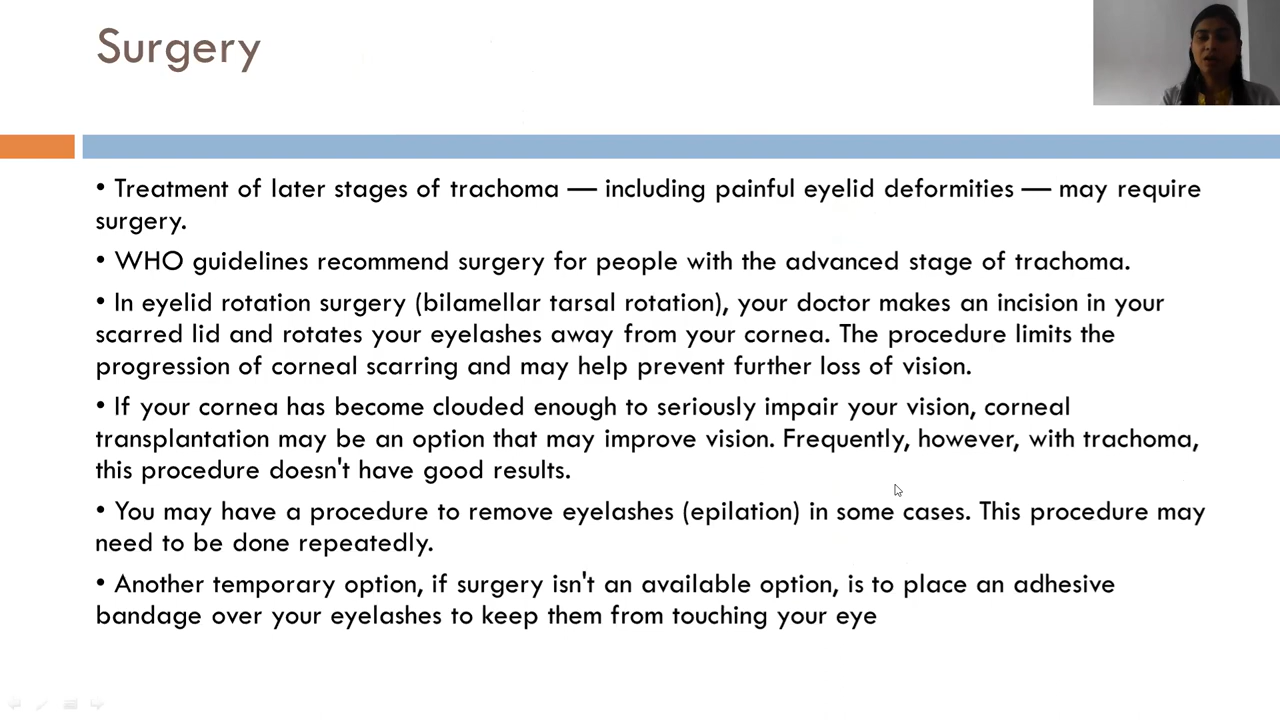 Surgery
• Treatment of later stages of trachoma — including painful eyelid deformities — may require
surgery.
• WHO guidelines recommend surgery for people with the advanced stage of trachoma.
• In eyelid rotation surgery (bilamellar tarsal rotation), your doctor makes an incision in your
scarred lid and rotates your eyelashes away from your cornea. The procedure limits the
progression of corneal scarring and may help prevent further loss of vision.
• If your cornea has become clouded enough to seriously impair your vision, corneal
transplantation may be an option that may improve vision. Frequently, however, with trachoma,
this procedure doesn't have good results.
• You may have a procedure to remove eyelashes (epilation) in some cases. This procedure may
need to be done repeatedly.
• Another temporary option, if surgery isn't an available option, is to place an adhesive
bandage over your eyelashes to keep them from touching your eye